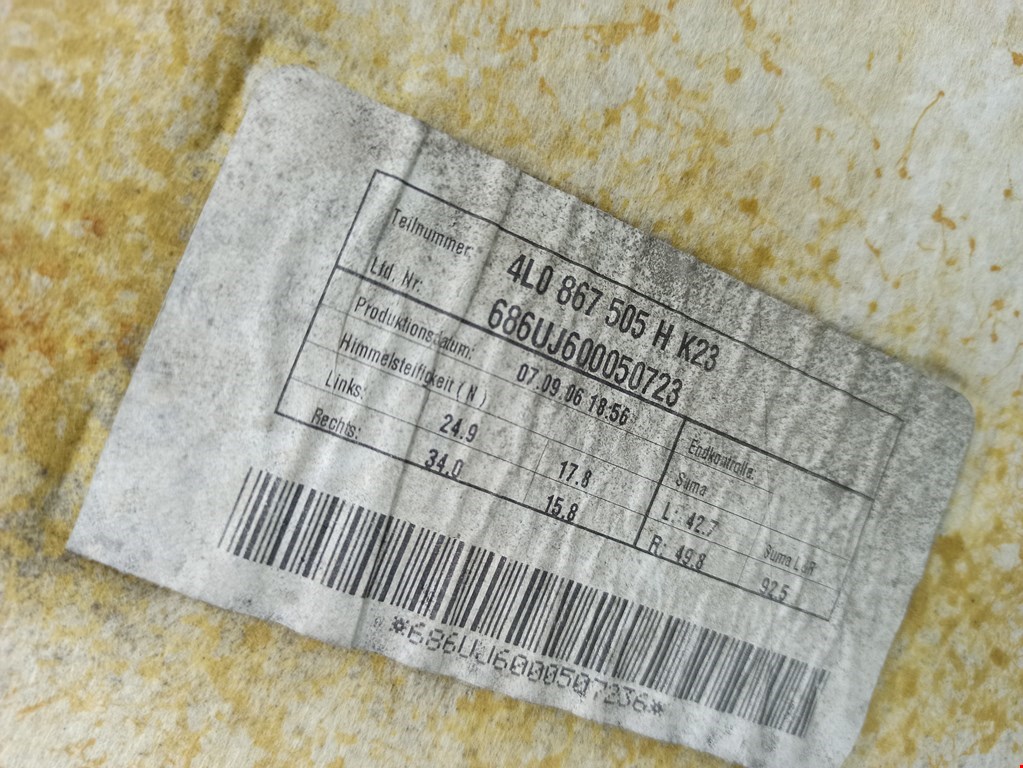 Teilnummer: 4L0 867 505 H K23
Lfd. Nr: 686UJ600050723
Produktionsdatum: 07.09.06 18:56
Himmelsteifigkeit ( N )
Links: 24.9 17.8
Rechts: 34.0 15.8
Endkontrolle:
Suma
L: 42.7 Suma L&R
R: 49.8 92.5
*686UJ6000507236*